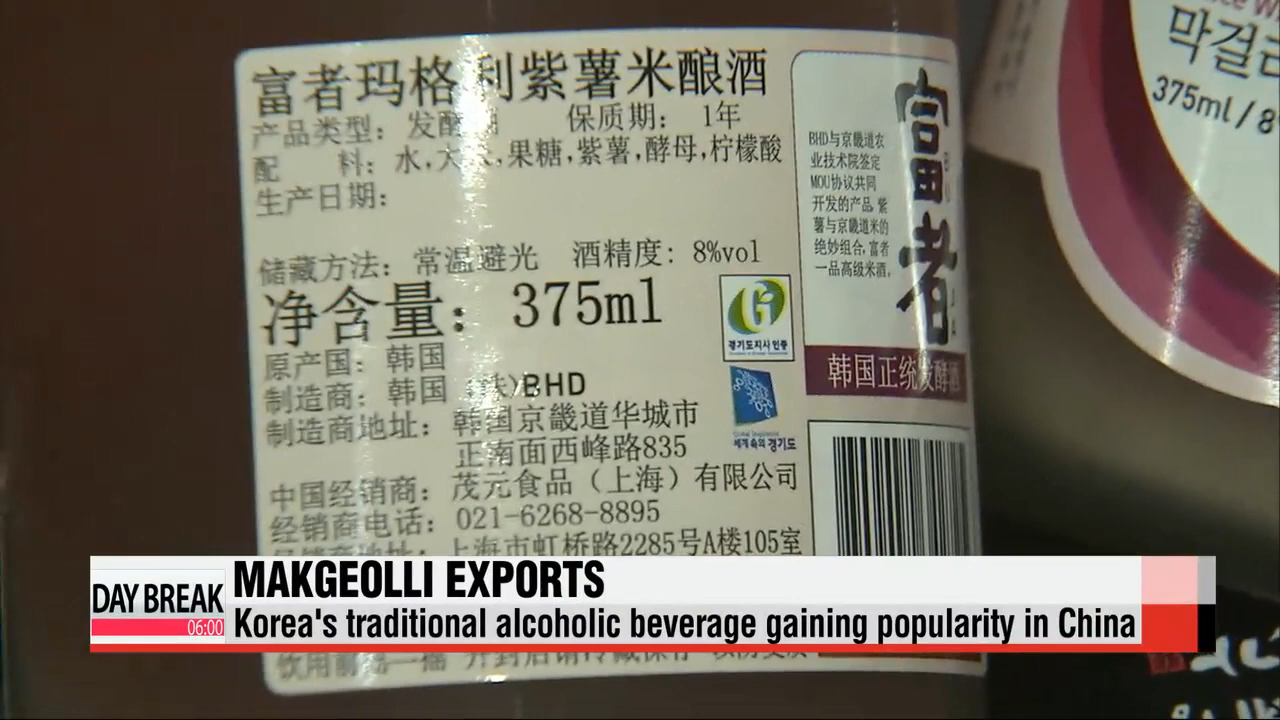 富者玛格利紫薯米酿酒
产品类型: 发酵 保质期: 1年
配 料: 水,大 ,果糖,紫薯,酵母,柠檬酸
生产日期:
储藏方法: 常温避光 酒精度: 8%vol
净含量: 375ml
原产国: 韩国
制造商: 韩国 (株)BHD
制造商地址: 韩国京畿道华城市
正南面西峰路835
中国经销商: 茂元食品（上海）有限公司
经销商电话: 021-6268-8895
经销商地址: 上海市虹桥路2285号A楼105室
경기도지사 인증
세계속의 경기도
BHD与京畿道农
业技术院签定
MOU协议共同
开发的产品,紫
薯与京畿道米的
绝妙组合,富者
一品高级米酒,
富者
韩国正统发酵酒
막걸리
375ml / 8
DAY BREAK
06:00
MAKGEOLLI EXPORTS
Korea's traditional alcoholic beverage gaining popularity in China